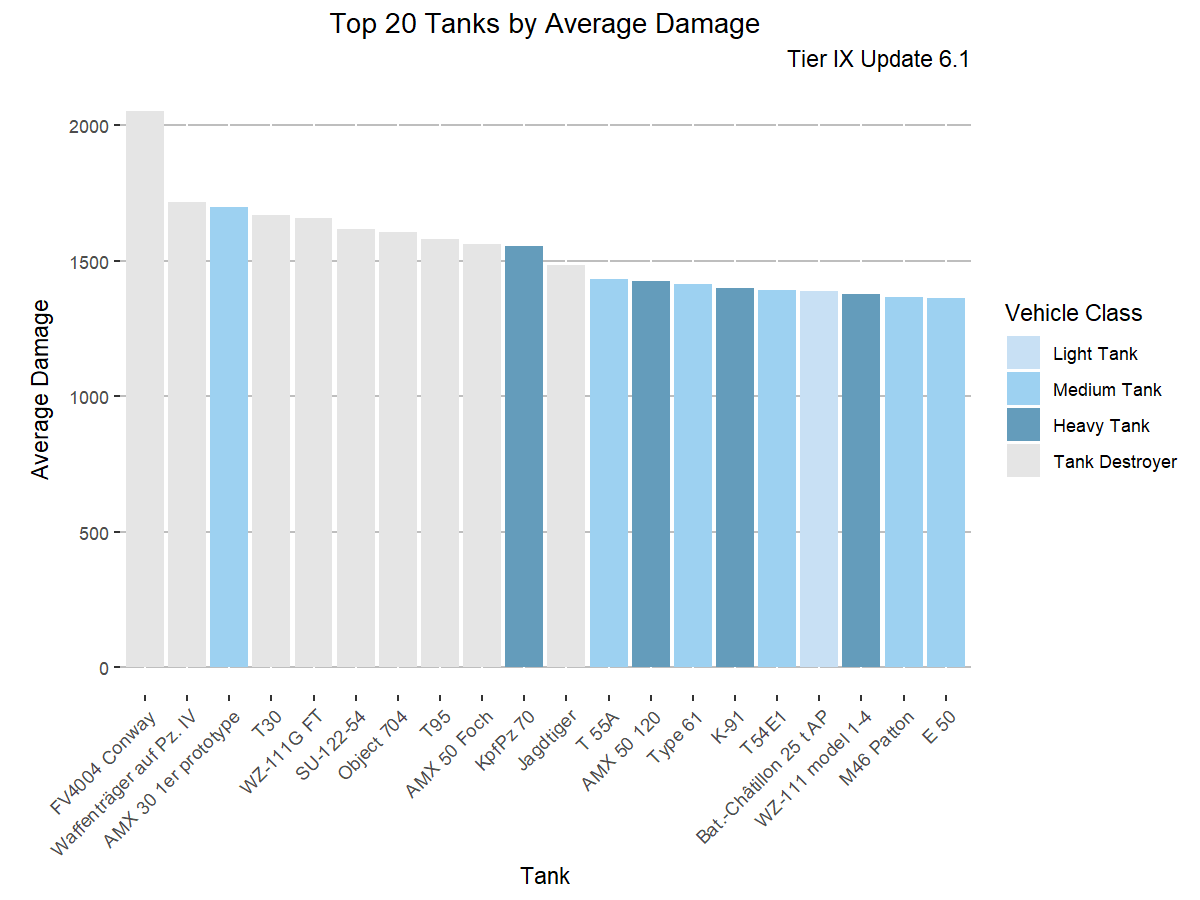 Top 20 Tanks by Average Damage
Tier IX Update 6.1
Average Damage
2000
1500
1000
500
0
FV4004 Conway
Waffenträger auf Pz. IV
AMX 30 1er prototype
T30
WZ-111G FT
SU-122-54
Object 704
T95
AMX 50 Foch
KpfPz 70
Jagdtiger
T 55A
AMX 50 120
Type 61
K-91
T54E1
Bat.-Châtillon 25 t AP
WZ-111 model 1-4
M46 Patton
E 50
Tank
Vehicle Class
Light Tank
Medium Tank
Heavy Tank
Tank Destroyer